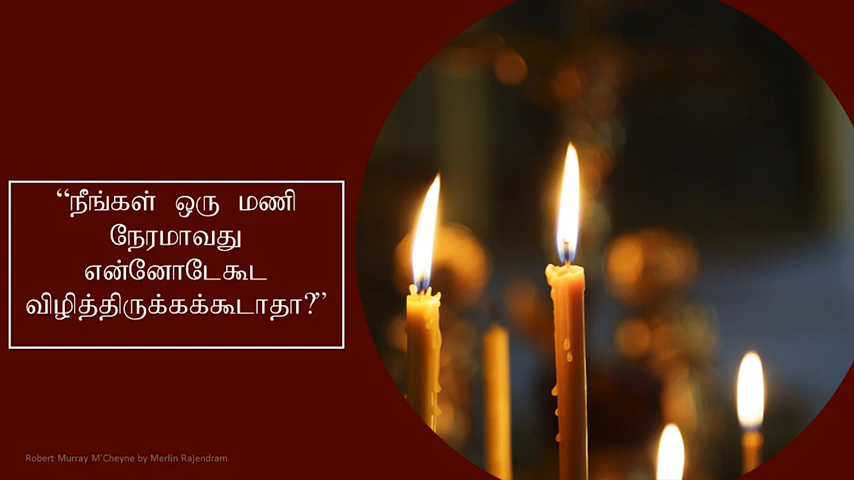 “நீங்கள் ஒரு மணி
நேரமாவது
என்னோடேகூட
விழித்திருக்கக்கூடாதா?”
Robert Murray M'Cheyne by Merlin Rajendram